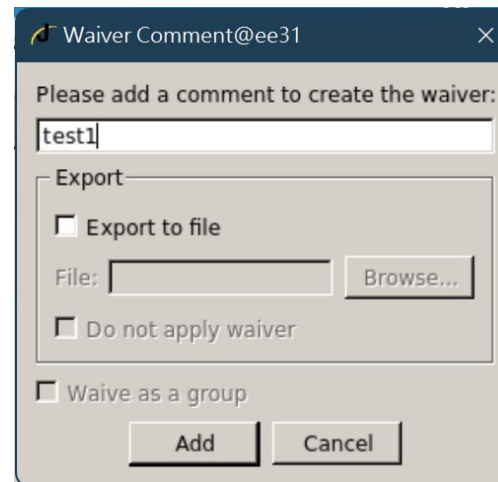 Waiver Comment@ee31
Please add a comment to create the waiver:
test1
Export
Export to file
File:
Browse...
Do not apply waiver
Waive as a group
Add
Cancel